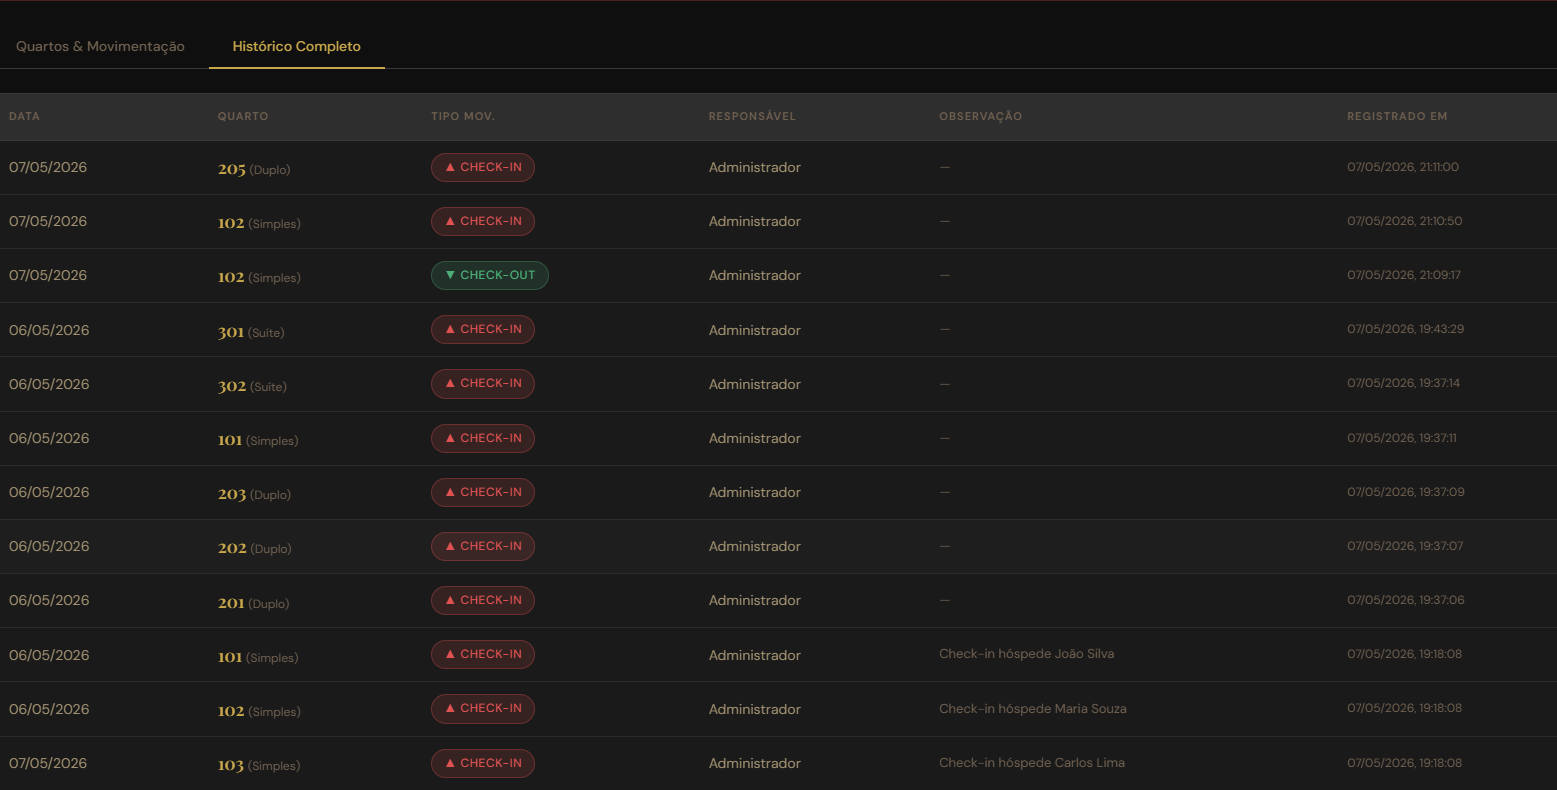 Quartos & Movimentação Histórico Completo
DATA QUARTO TIPO MOV. RESPONSÁVEL OBSERVAÇÃO REGISTRADO EM
07/05/2026 205 (Duplo) ▲ CHECK-IN Administrador — 07/05/2026, 21:11:00
07/05/2026 102 (Simples) ▲ CHECK-IN Administrador — 07/05/2026, 21:10:50
07/05/2026 102 (Simples) ▼ CHECK-OUT Administrador — 07/05/2026, 21:09:17
06/05/2026 301 (Suíte) ▲ CHECK-IN Administrador — 07/05/2026, 19:43:29
06/05/2026 302 (Suíte) ▲ CHECK-IN Administrador — 07/05/2026, 19:37:14
06/05/2026 101 (Simples) ▲ CHECK-IN Administrador — 07/05/2026, 19:37:11
06/05/2026 203 (Duplo) ▲ CHECK-IN Administrador — 07/05/2026, 19:37:09
06/05/2026 202 (Duplo) ▲ CHECK-IN Administrador — 07/05/2026, 19:37:07
06/05/2026 201 (Duplo) ▲ CHECK-IN Administrador — 07/05/2026, 19:37:06
06/05/2026 101 (Simples) ▲ CHECK-IN Administrador Check-in hóspede João Silva 07/05/2026, 19:18:08
06/05/2026 102 (Simples) ▲ CHECK-IN Administrador Check-in hóspede Maria Souza 07/05/2026, 19:18:08
07/05/2026 103 (Simples) ▲ CHECK-IN Administrador Check-in hóspede Carlos Lima 07/05/2026, 19:18:08